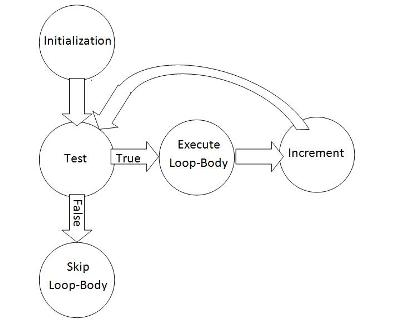 Initialization
Test
True
Execute
Loop-Body
Increment
False
Skip
Loop-Body